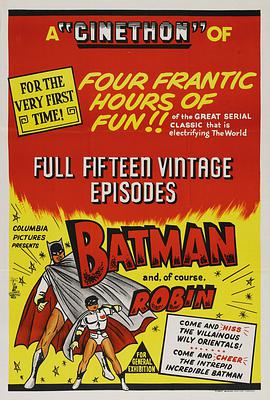 A "CINETHON" OF
FOR THE
VERY FIRST
TIME!
FOUR FRANTIC
HOURS OF
FUN!!
of the GREAT SERIAL
CLASSIC that is
electrifying The World
FULL FIFTEEN VINTAGE
EPISODES
COLUMBIA
PICTURES
PRESENTS
BATMAN
and, of course,
ROBIN
FOR
GENERAL
EXHIBITION
COME AND HISS
THE VILLAINOUS
WILY ORIENTALS!
COME AND CHEER
THE INTREPID
INCREDIBLE BATMAN